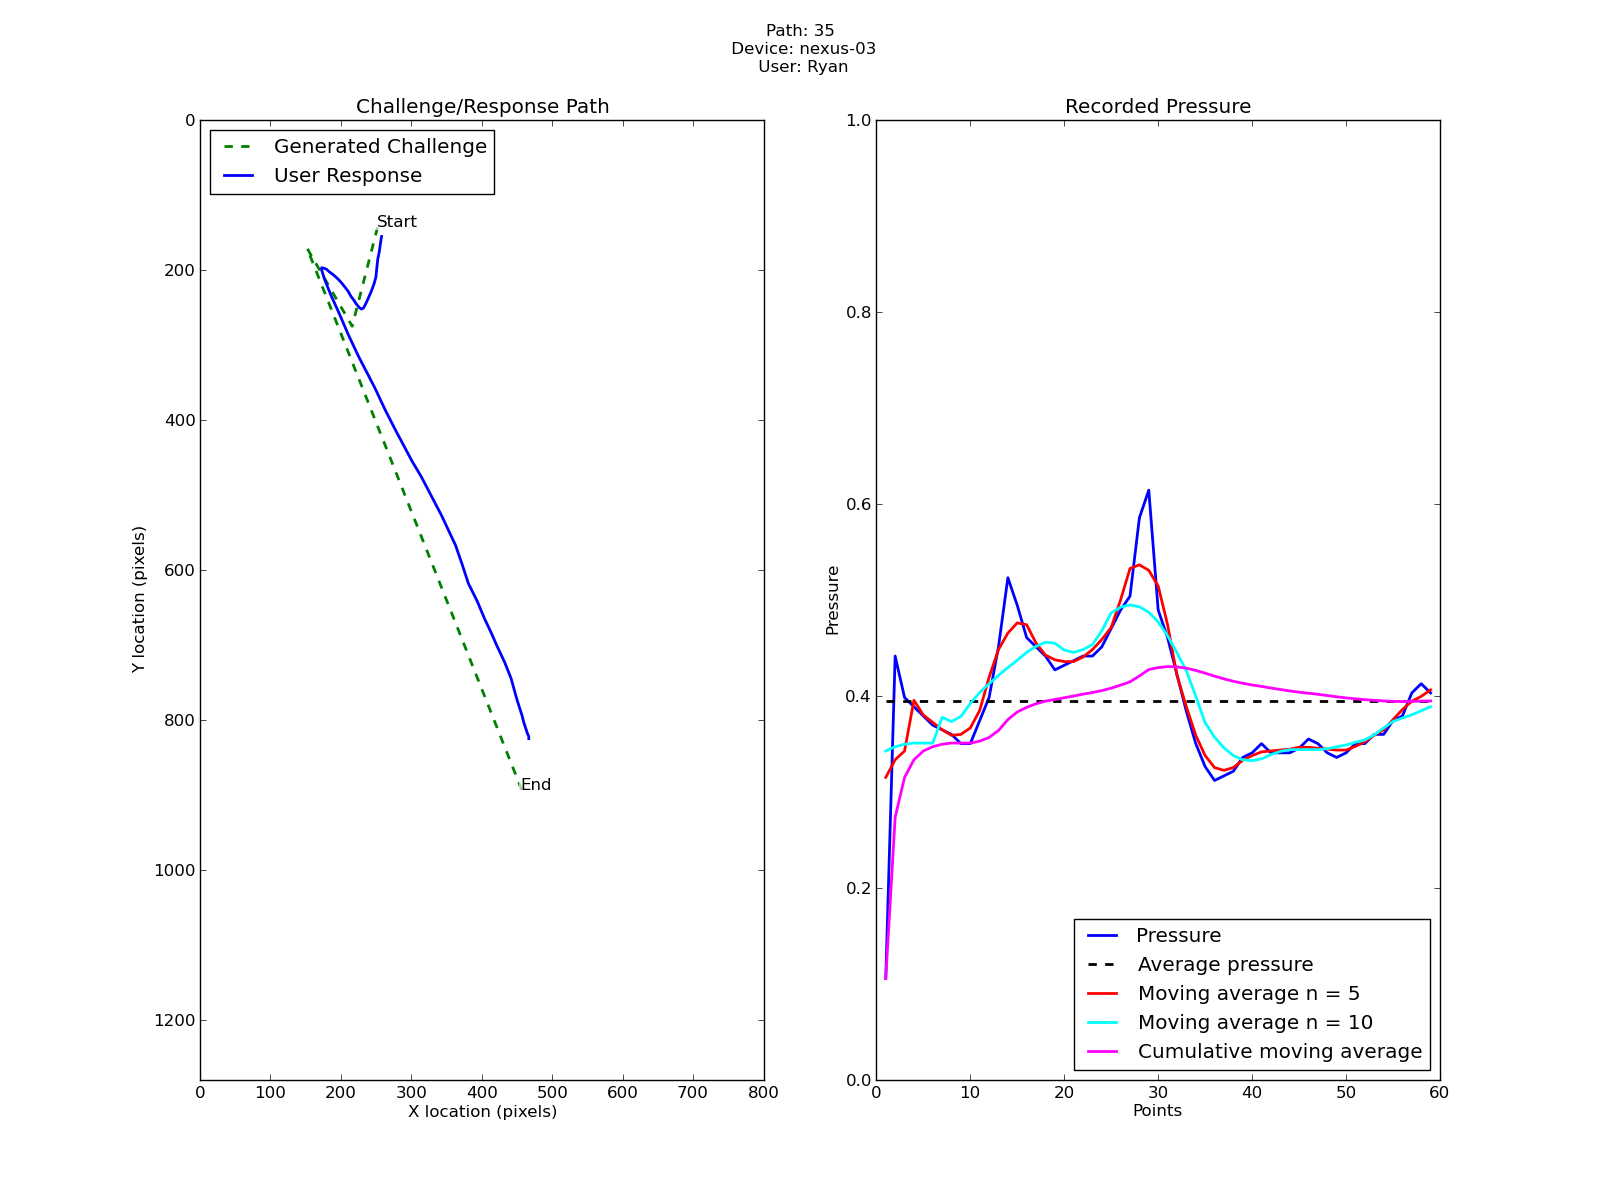 Path: 35
Device: nexus-03
User: Ryan
Challenge/Response Path
Generated Challenge
User Response
Start
End
0
200
400
600
800
1000
1200
Y location (pixels)
0 100 200 300 400 500 600 700 800
X location (pixels)
Recorded Pressure
1.0
0.8
0.6
0.4
0.2
0.0
Pressure
Pressure
Average pressure
Moving average n = 5
Moving average n = 10
Cumulative moving average
0 10 20 30 40 50 60
Points